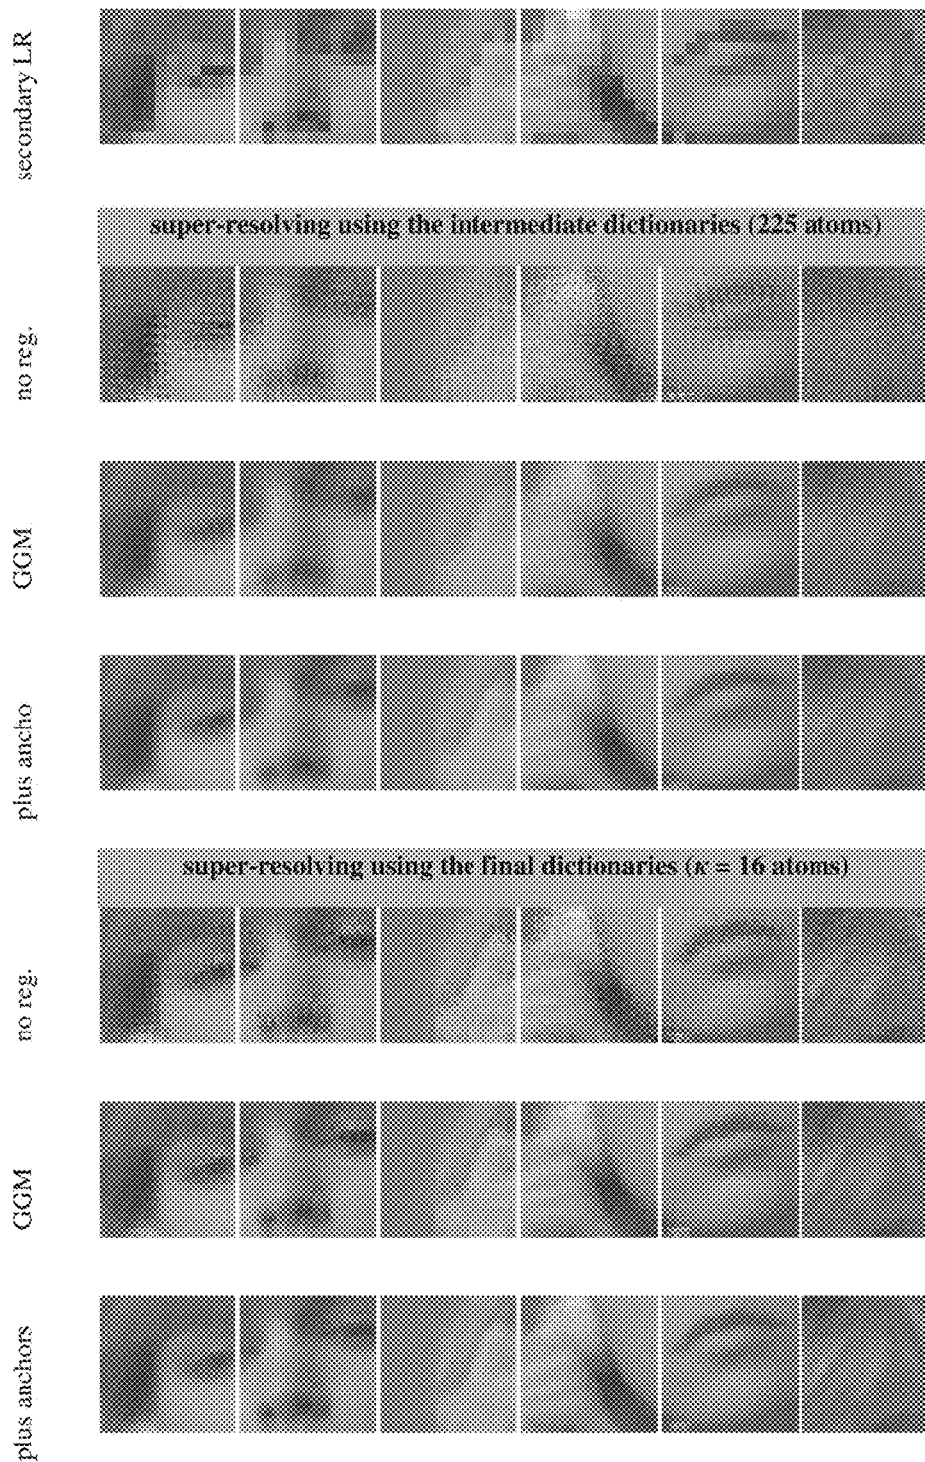 secondary LR
super-resolving using the intermediate dictionaries (225 atoms)
no reg.
GGM
plus ancho
super-resolving using the final dictionaries (κ = 16 atoms)
no reg.
GGM
plus anchors